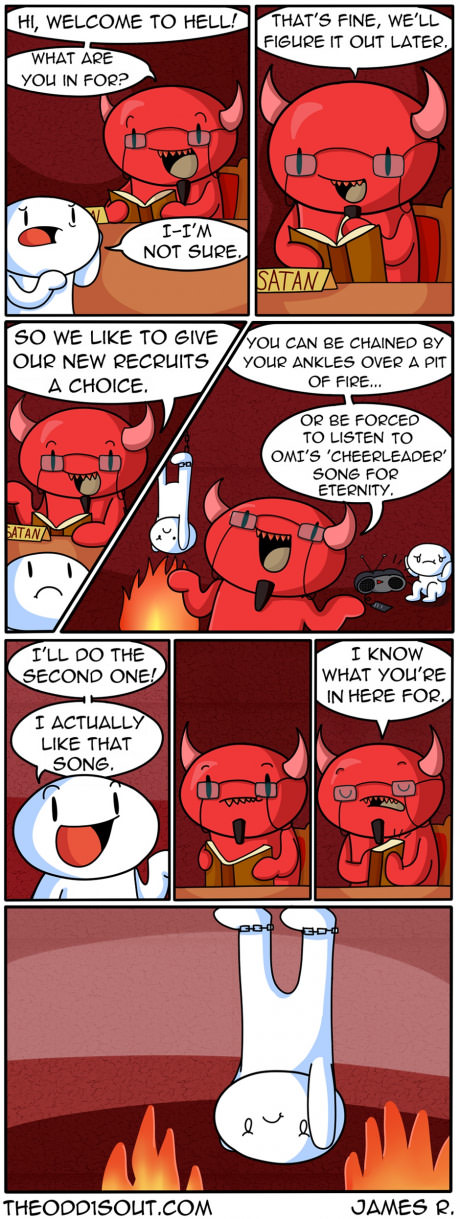 HI, WELCOME TO HELL!
WHAT ARE
YOU IN FOR?
I-I'M
NOT SURE.
THAT'S FINE, WE'LL
FIGURE IT OUT LATER.
SATAN
SO WE LIKE TO GIVE
OUR NEW RECRUITS
A CHOICE.
SATAN
YOU CAN BE CHAINED BY
YOUR ANKLES OVER A PIT
OF FIRE...
OR BE FORCED
TO LISTEN TO
OMI'S 'CHEERLEADER'
SONG FOR
ETERNITY.
I'LL DO THE
SECOND ONE!
I ACTUALLY
LIKE THAT
SONG.
I KNOW
WHAT YOU'RE
IN HERE FOR.
THEODD1SOUT.COM
JAMES R.